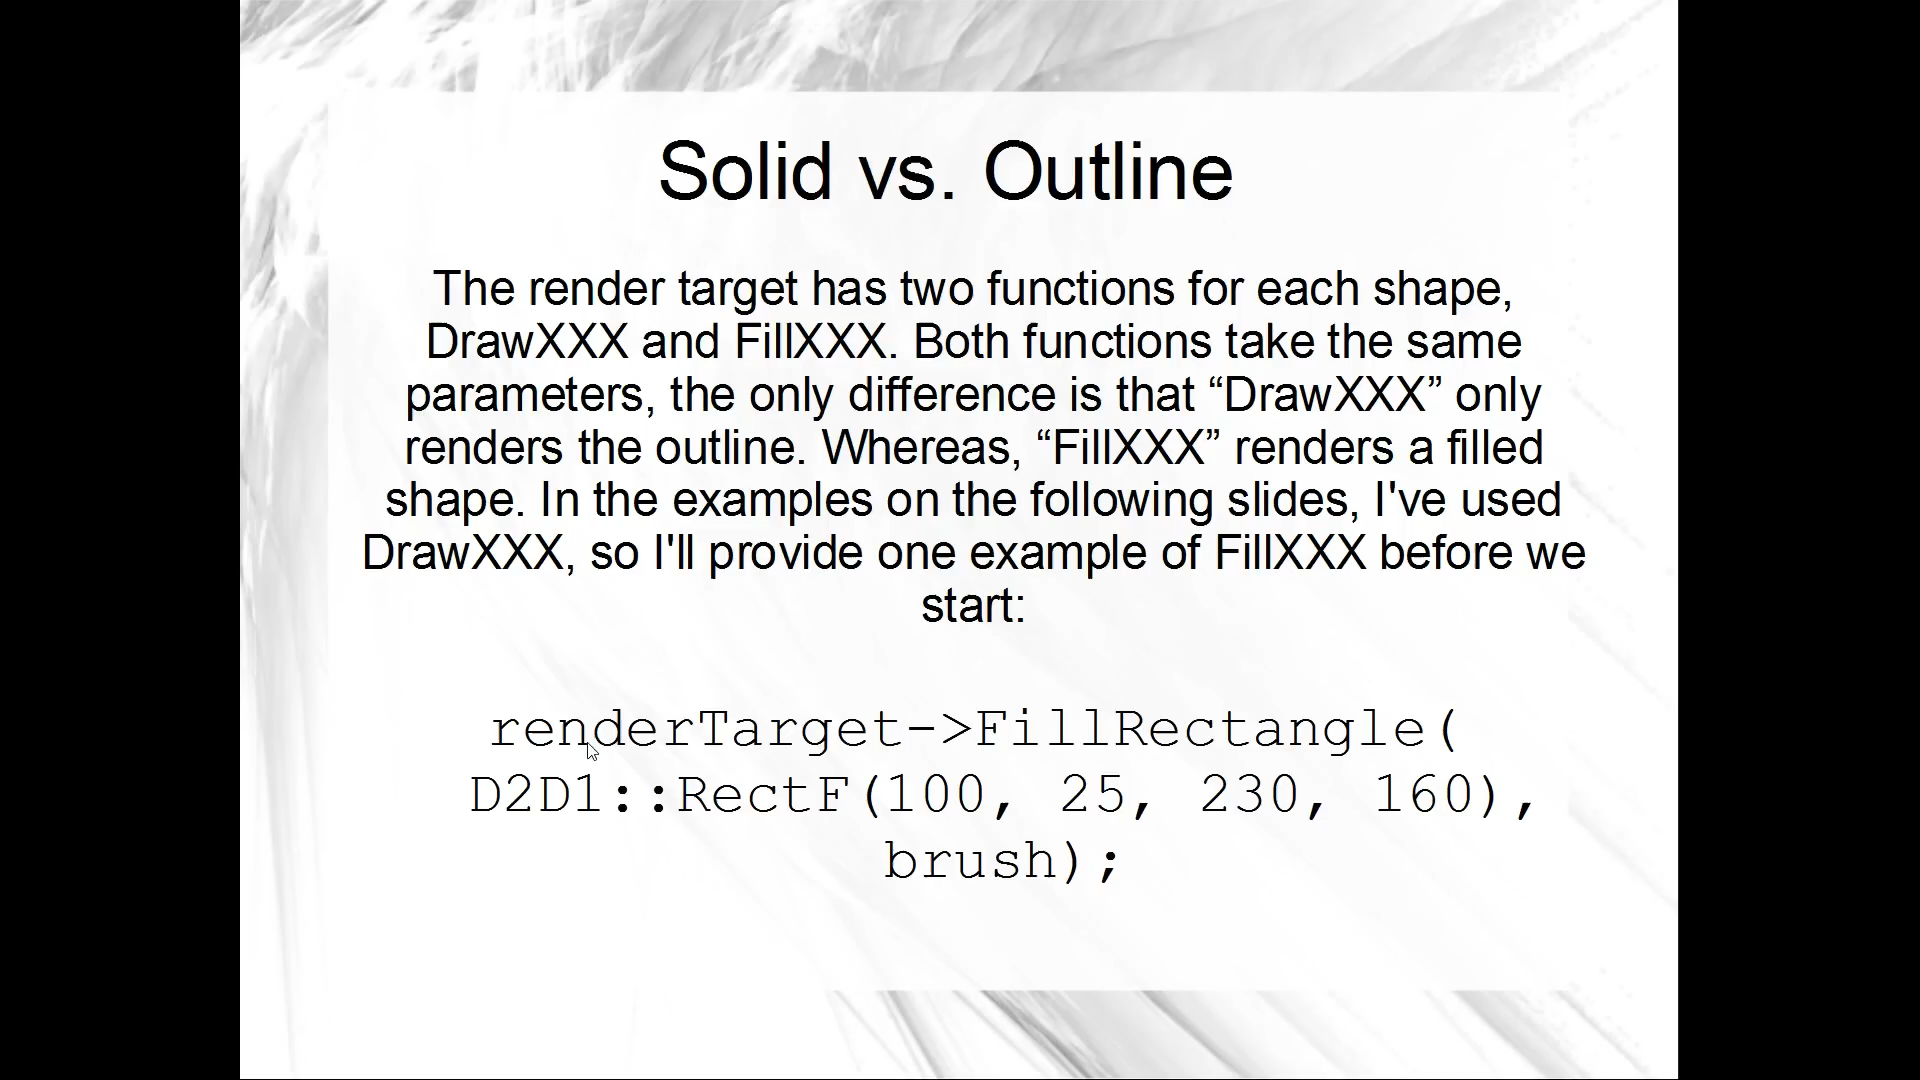 Solid vs. Outline
The render target has two functions for each shape,
DrawXXX and FillXXX. Both functions take the same
parameters, the only difference is that “DrawXXX” only
renders the outline. Whereas, “FillXXX” renders a filled
shape. In the examples on the following slides, I've used
DrawXXX, so I'll provide one example of FillXXX before we
start:
renderTarget->FillRectangle(
D2D1::RectF(100, 25, 230, 160),
brush);